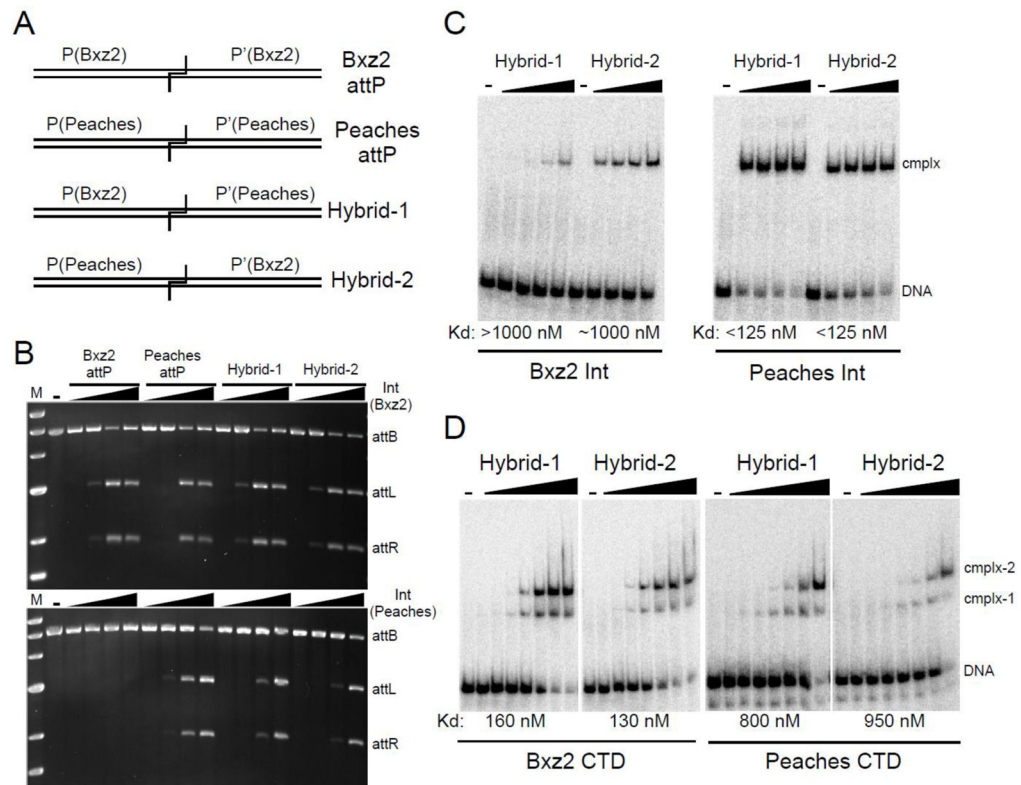 A
P(Bxz2) P'(Bxz2) Bxz2
attP
P(Peaches) P'(Peaches) Peaches
attP
P(Bxz2) P'(Peaches) Hybrid-1
P(Peaches) P'(Bxz2) Hybrid-2
B
Bxz2 Peaches
attP attP Hybrid-1 Hybrid-2
M - Int
(Bxz2)
attB
attL
attR
M - Int
(Peaches)
attB
attL
attR
C
Hybrid-1 Hybrid-2 Hybrid-1 Hybrid-2
- - - -
cmplx
DNA
Kd: >1000 nM ~1000 nM Kd: <125 nM <125 nM
Bxz2 Int Peaches Int
D
Hybrid-1 Hybrid-2 Hybrid-1 Hybrid-2
- - - -
cmplx-2
cmplx-1
DNA
Kd: 160 nM 130 nM 800 nM 950 nM
Bxz2 CTD Peaches CTD